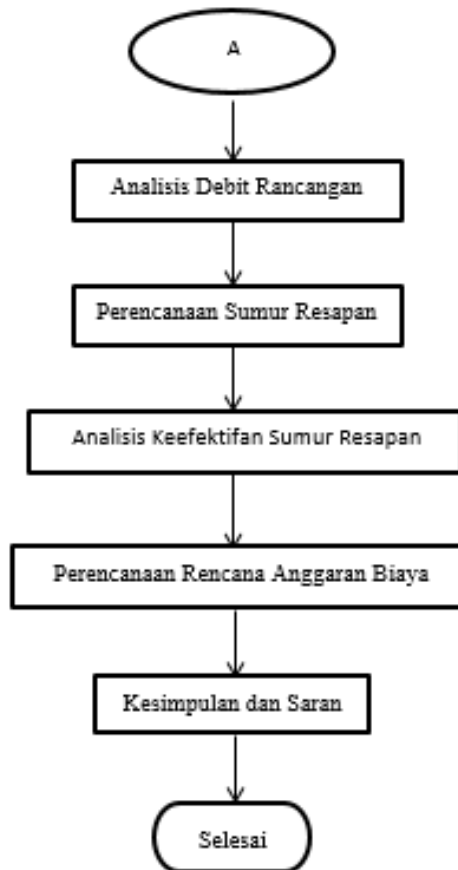 A
Analisis Debit Rancangan
Perencanaan Sumur Resapan
Analisis Keefektifan Sumur Resapan
Perencanaan Rencana Anggaran Biaya
Kesimpulan dan Saran
Selesai